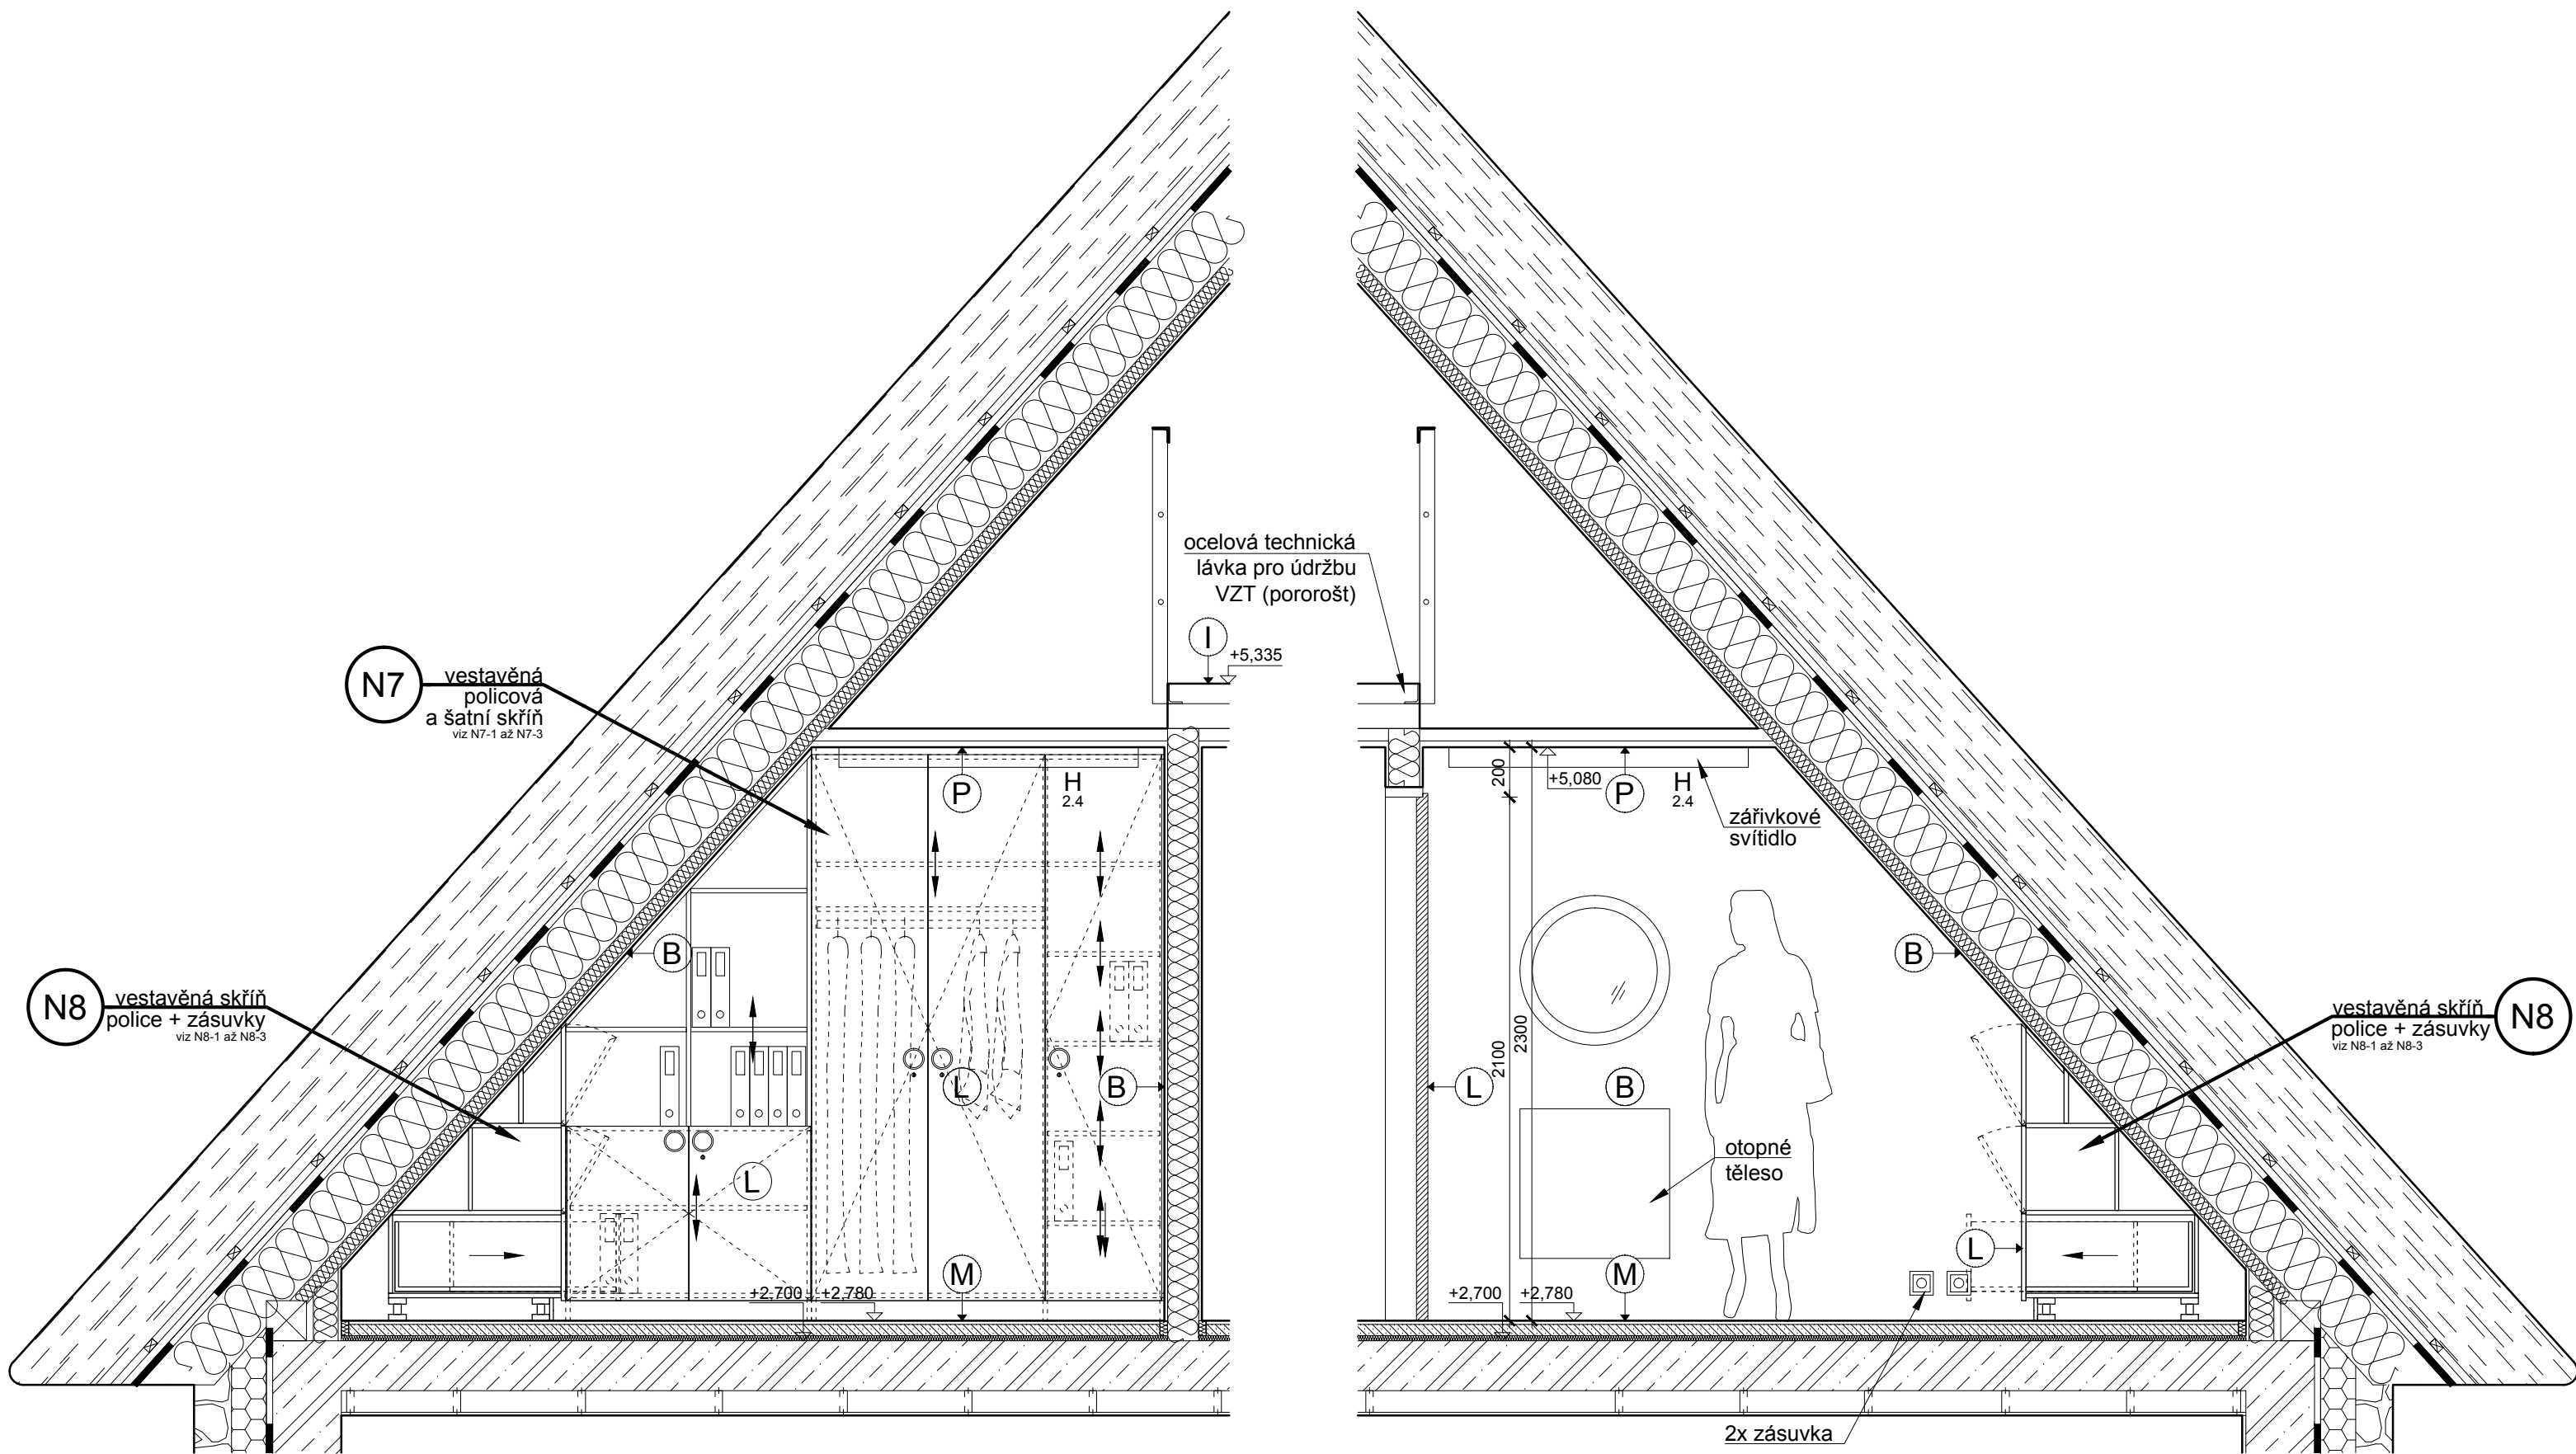 ocelová technická
lávka pro údržbu
VZT (pororošt)
I
+5,335
N7
vestavěná
policová
a šatní skříň
viz N7-1 až N7-3
P
H
2.4
200
+5,080
P
H
2.4
zářivkové
svítidlo
B
B
N8
vestavěná skříň
police + zásuvky
viz N8-1 až N8-3
vestavěná skříň
police + zásuvky
viz N8-1 až N8-3
N8
L
B
L
2100
2300
B
L
otopné
těleso
L
M
M
+2,700
+2,780
+2,700
+2,780
2x zásuvka